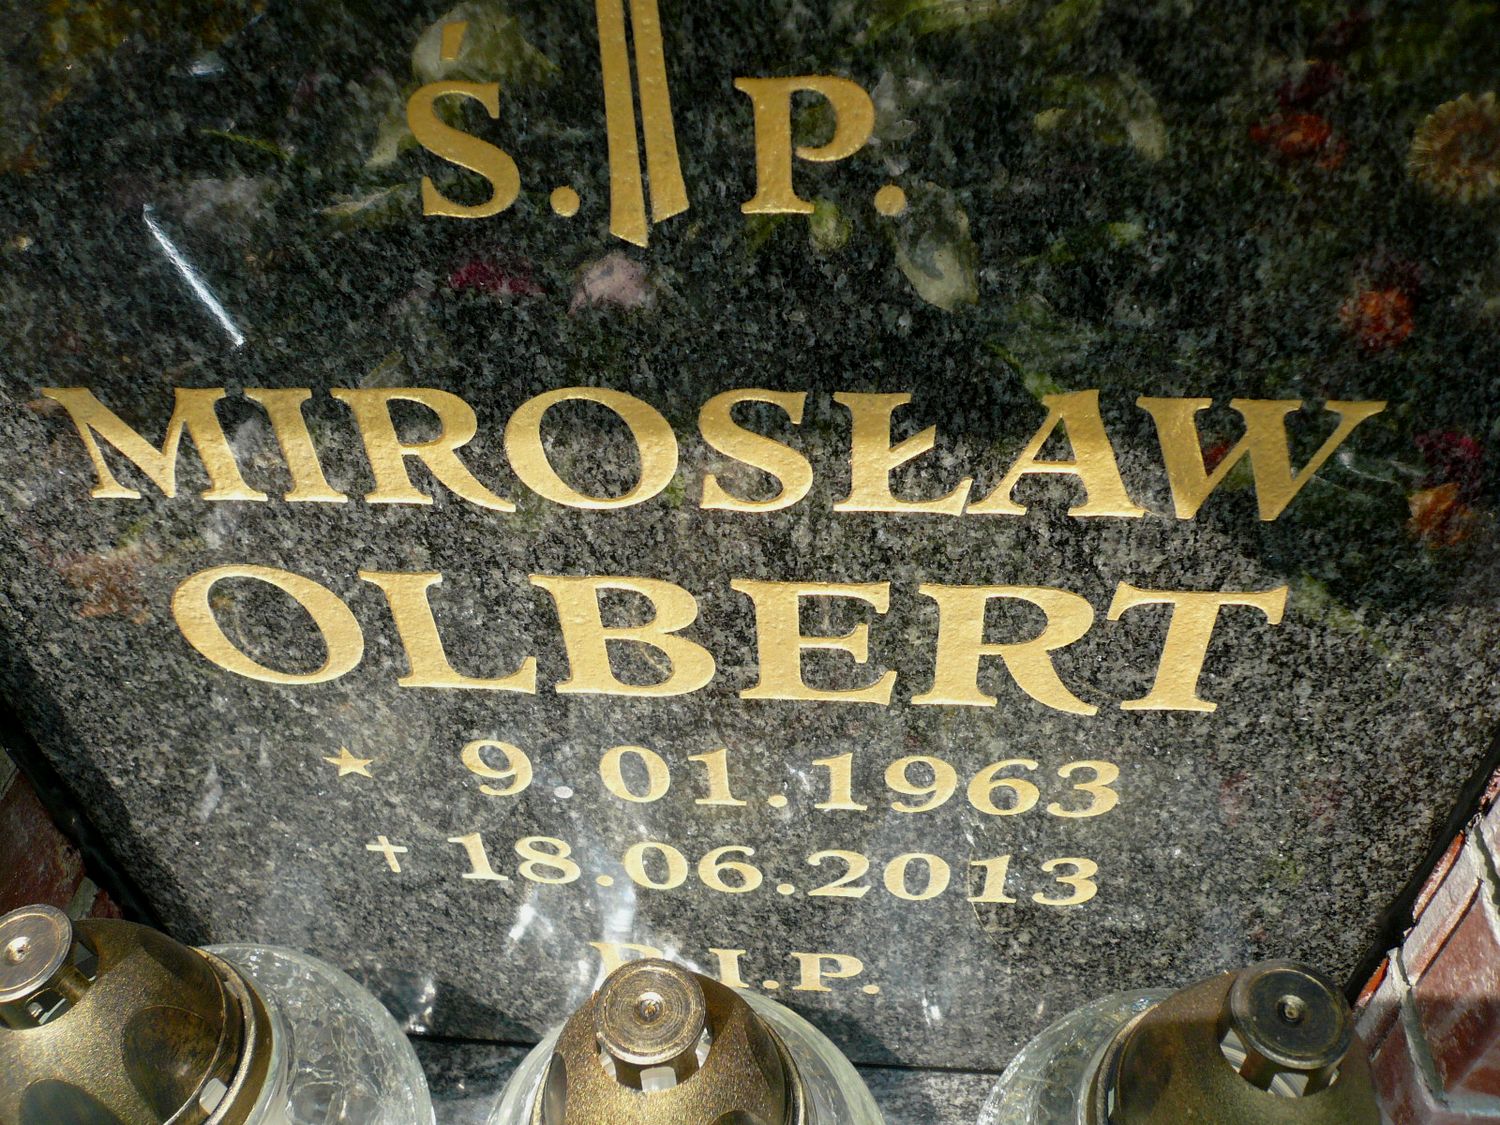 Ś. P.
MIROSŁAW
OLBERT
★ 9.01.1963
✝ 18.06.2013
R.I.P.